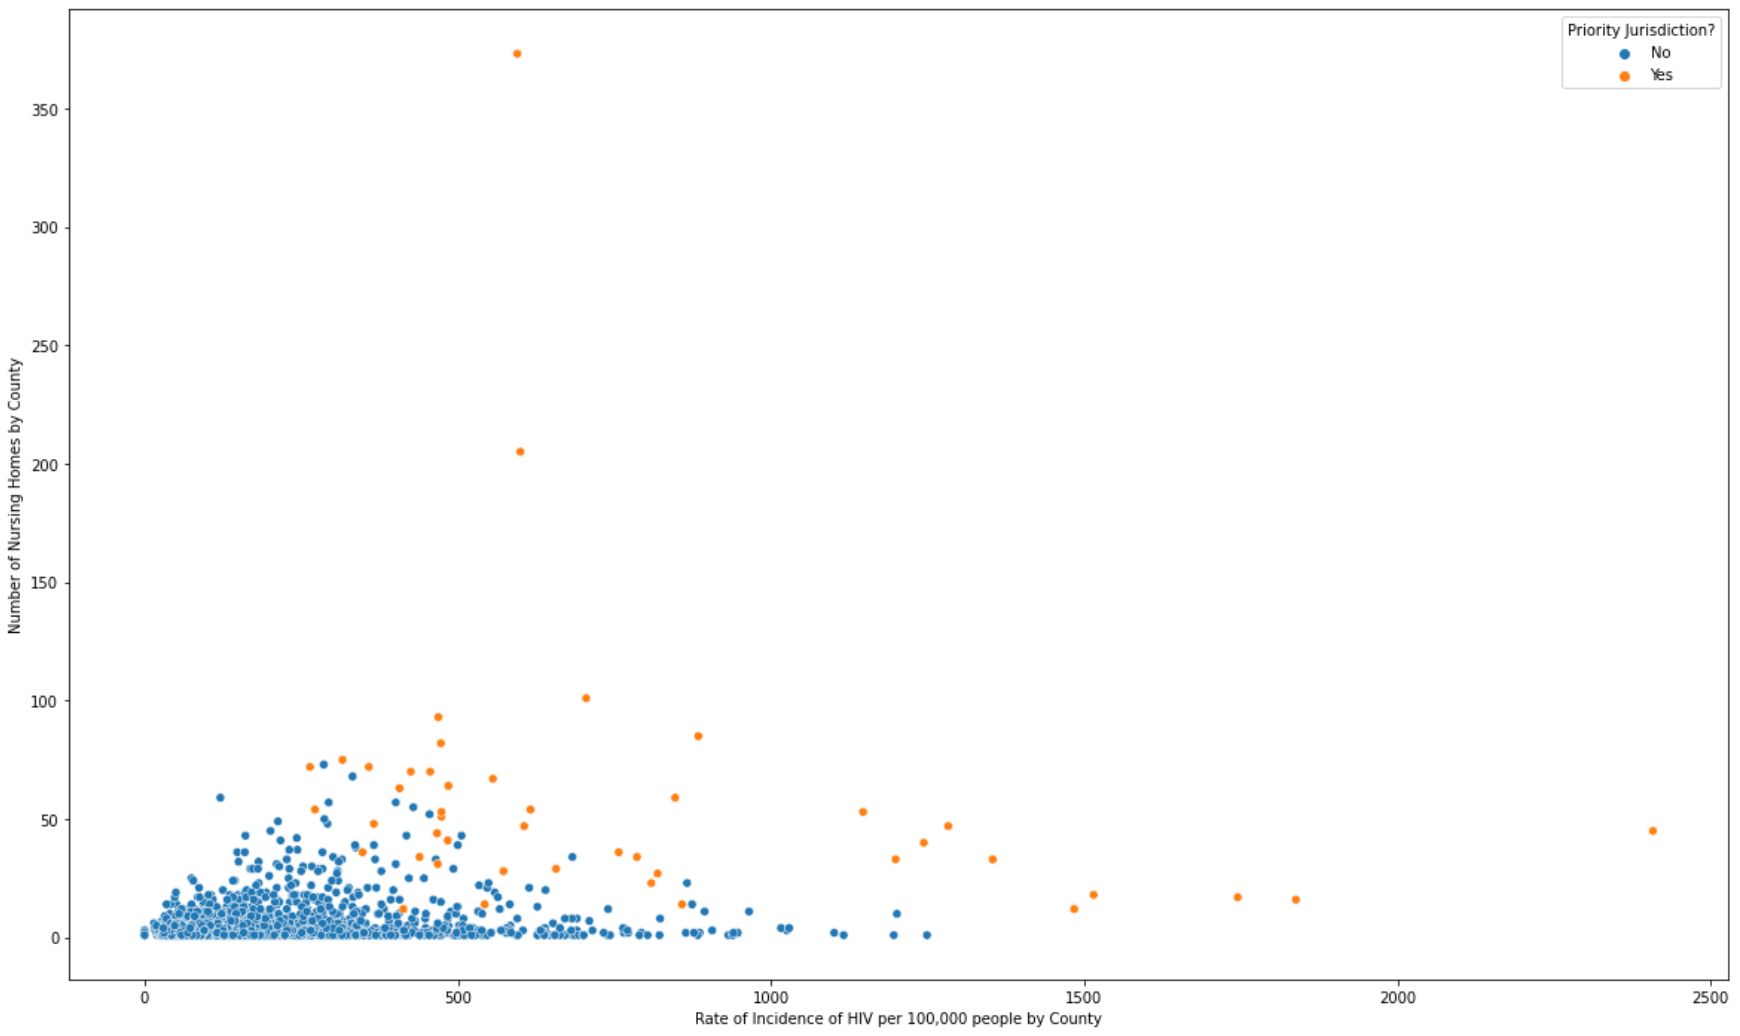 Priority Jurisdiction?
No
Yes
350
300
250
200
150
100
50
0
Number of Nursing Homes by County
0 500 1000 1500 2000 2500
Rate of Incidence of HIV per 100,000 people by County